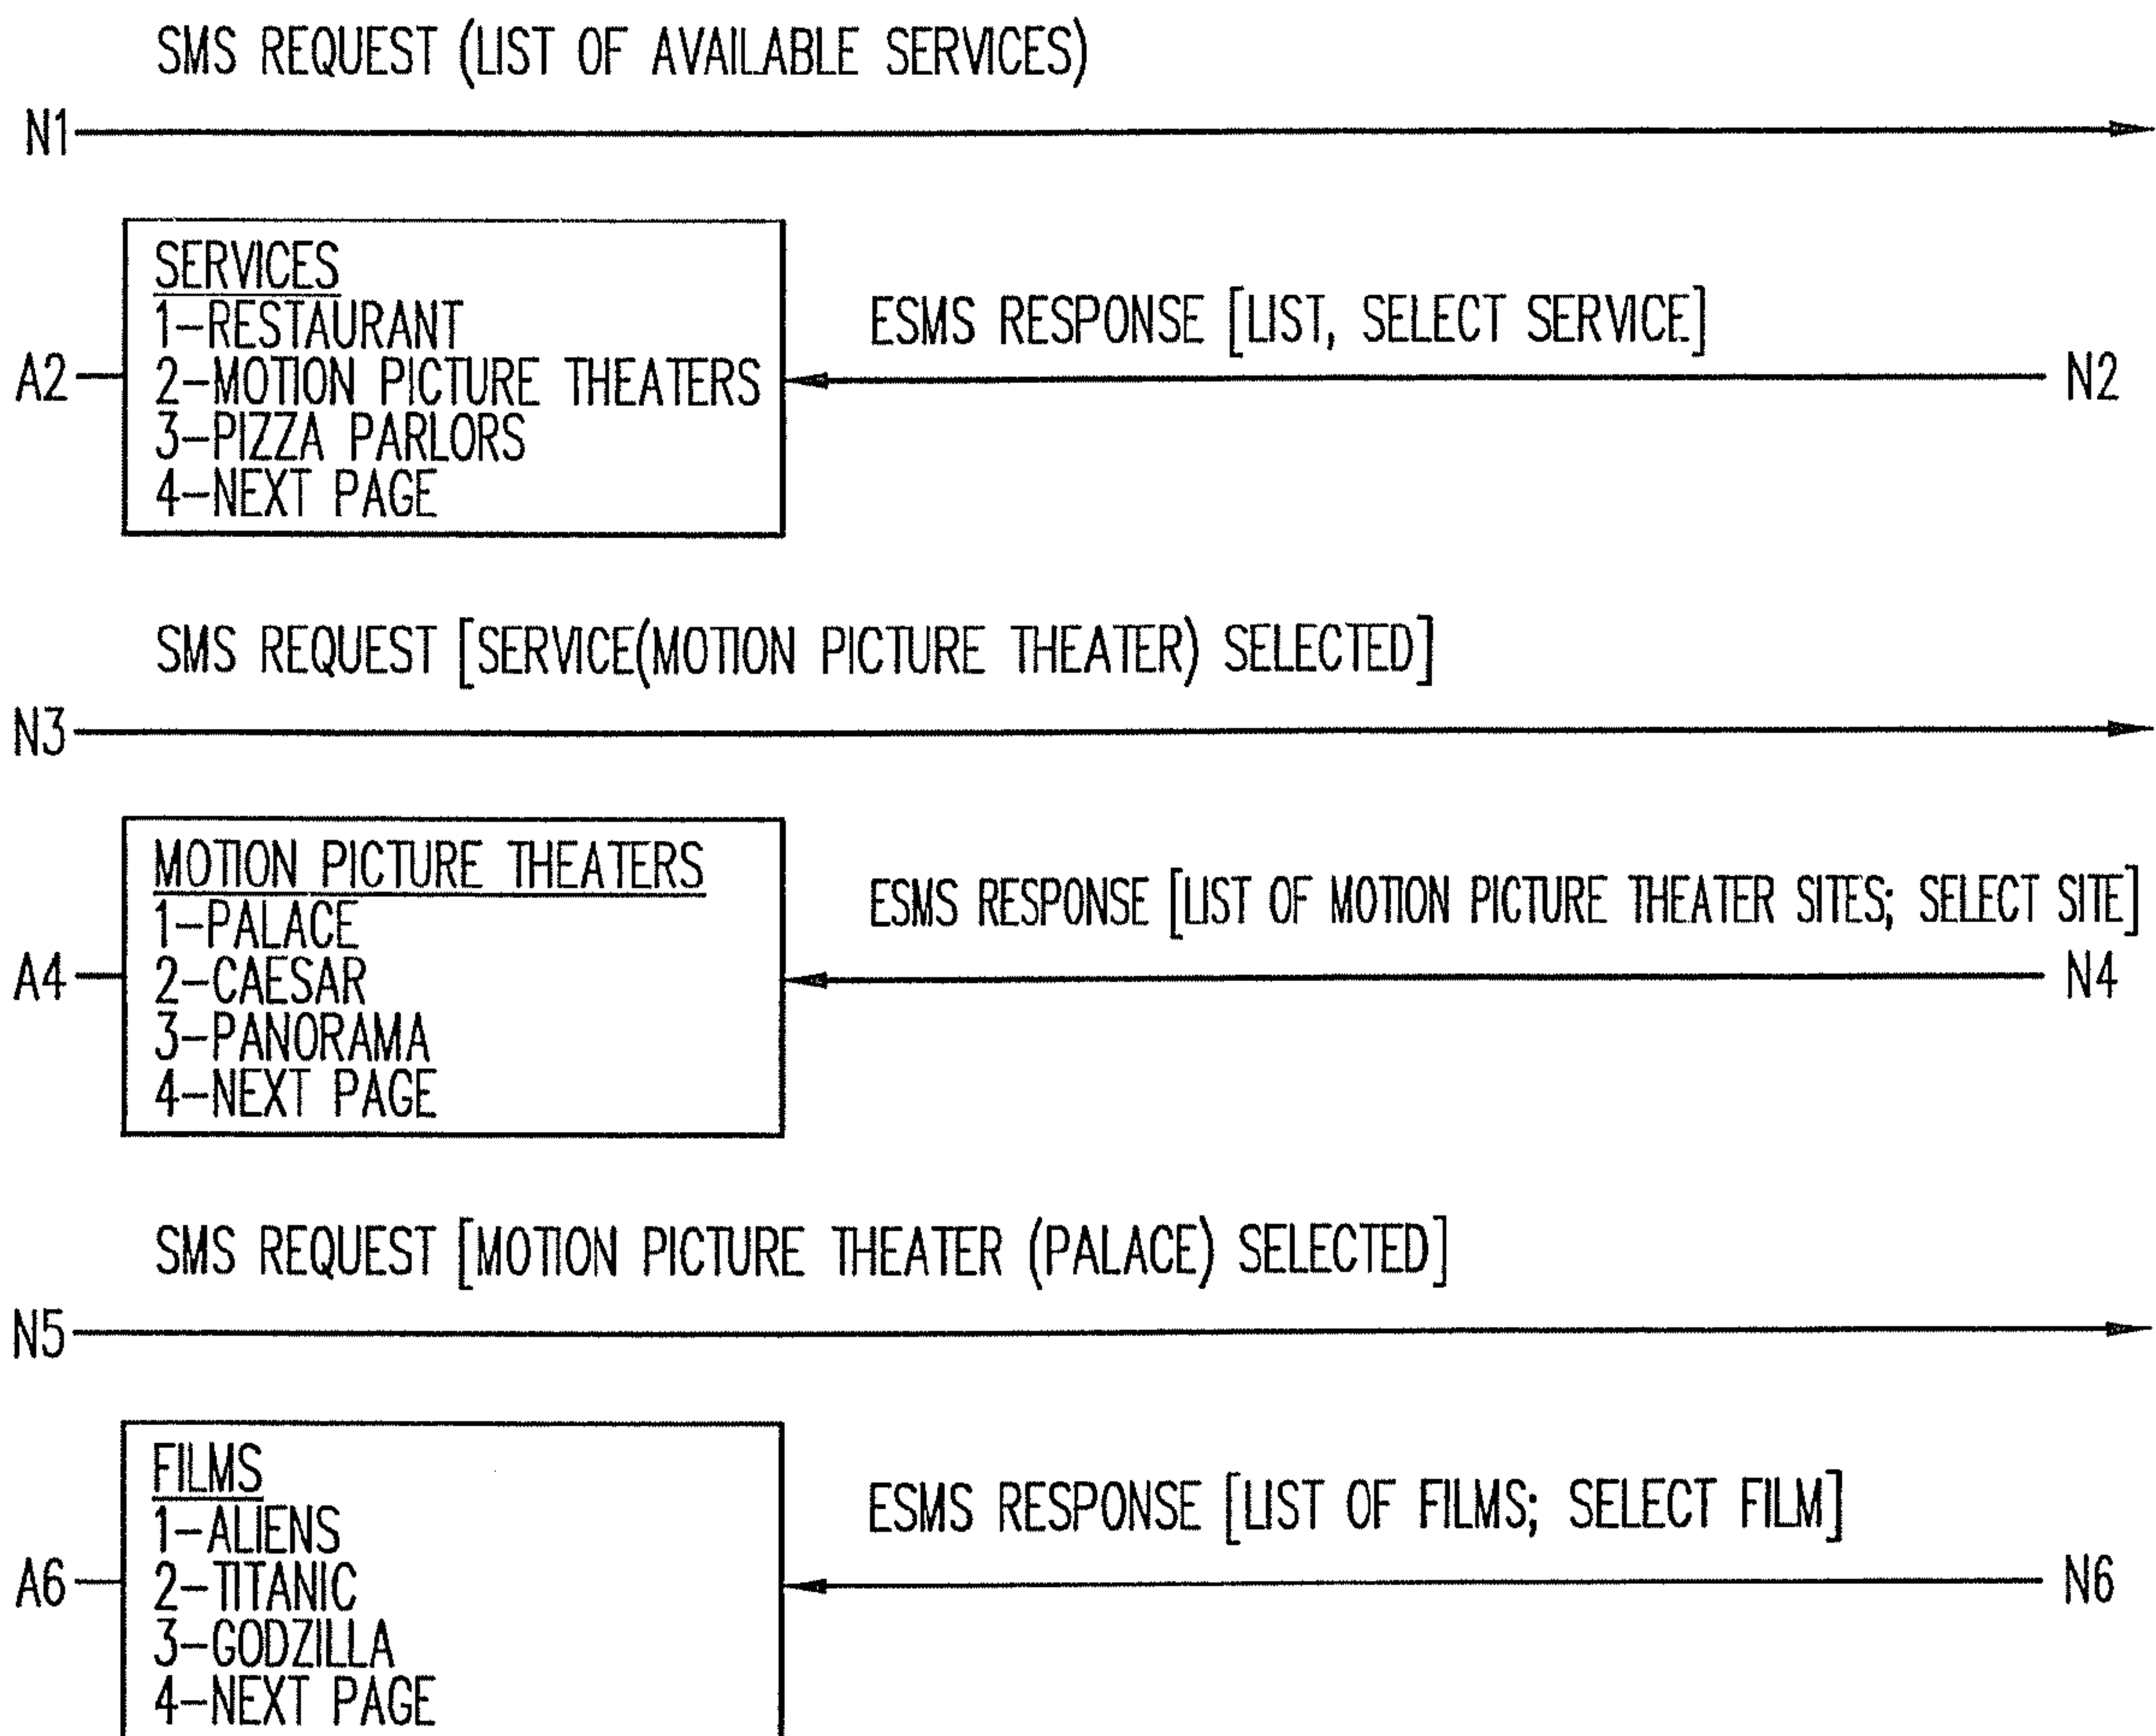 SMS REQUEST (LIST OF AVAILABLE SERVICES)
N1
SERVICES
1-RESTAURANT
2-MOTION PICTURE THEATERS
3-PIZZA PARLORS
4-NEXT PAGE
A2
ESMS RESPONSE [LIST, SELECT SERVICE]
N2
SMS REQUEST [SERVICE(MOTION PICTURE THEATER) SELECTED]
N3
MOTION PICTURE THEATERS
1-PALACE
2-CAESAR
3-PANORAMA
4-NEXT PAGE
A4
ESMS RESPONSE [LIST OF MOTION PICTURE THEATER SITES; SELECT SITE]
N4
SMS REQUEST [MOTION PICTURE THEATER (PALACE) SELECTED]
N5
FILMS
1-ALIENS
2-TITANIC
3-GODZILLA
4-NEXT PAGE
A6
ESMS RESPONSE [LIST OF FILMS; SELECT FILM]
N6